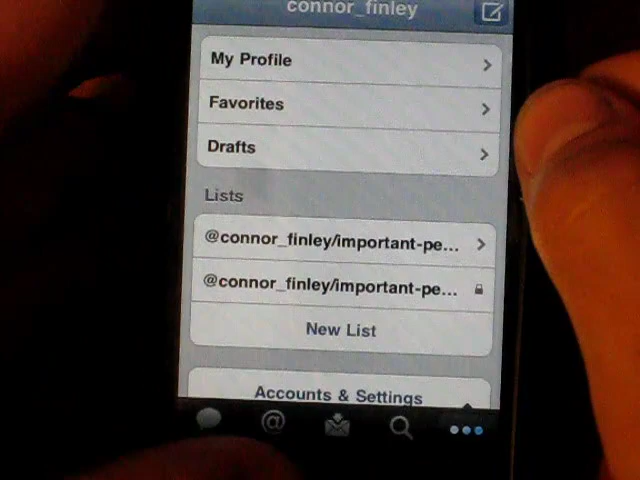 connor_finley
My Profile
Favorites
Drafts
Lists
@connor_finley/important-pe...
@connor_finley/important-pe...
New List
Accounts & Settings